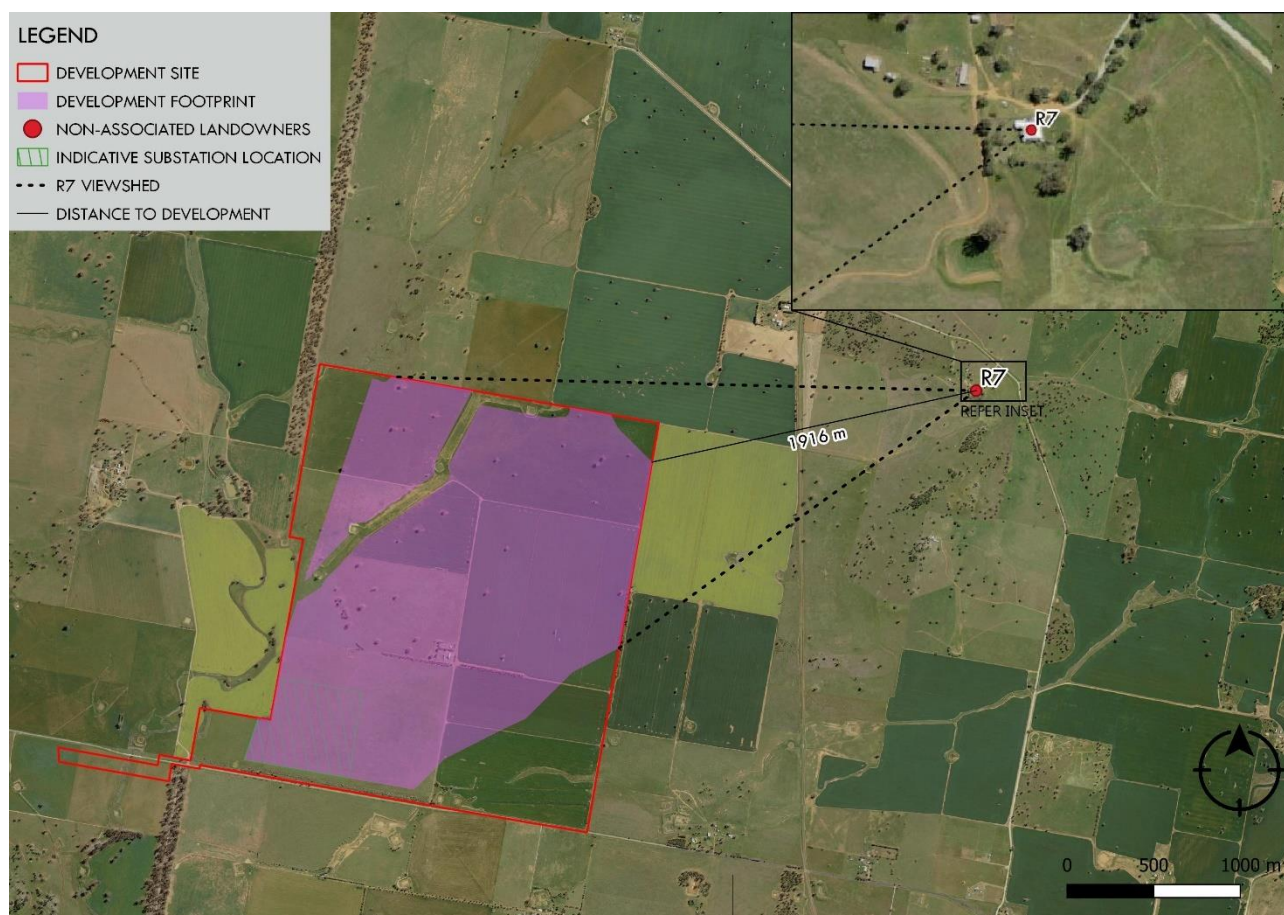 LEGEND
DEVELOPMENT SITE
DEVELOPMENT FOOTPRINT
NON-ASSOCIATED LANDOWNERS
INDICATIVE SUBSTATION LOCATION
R7 VIEWSHED
DISTANCE TO DEVELOPMENT
R7
R7
REFER INSET
1916 m
0 500 1000 m